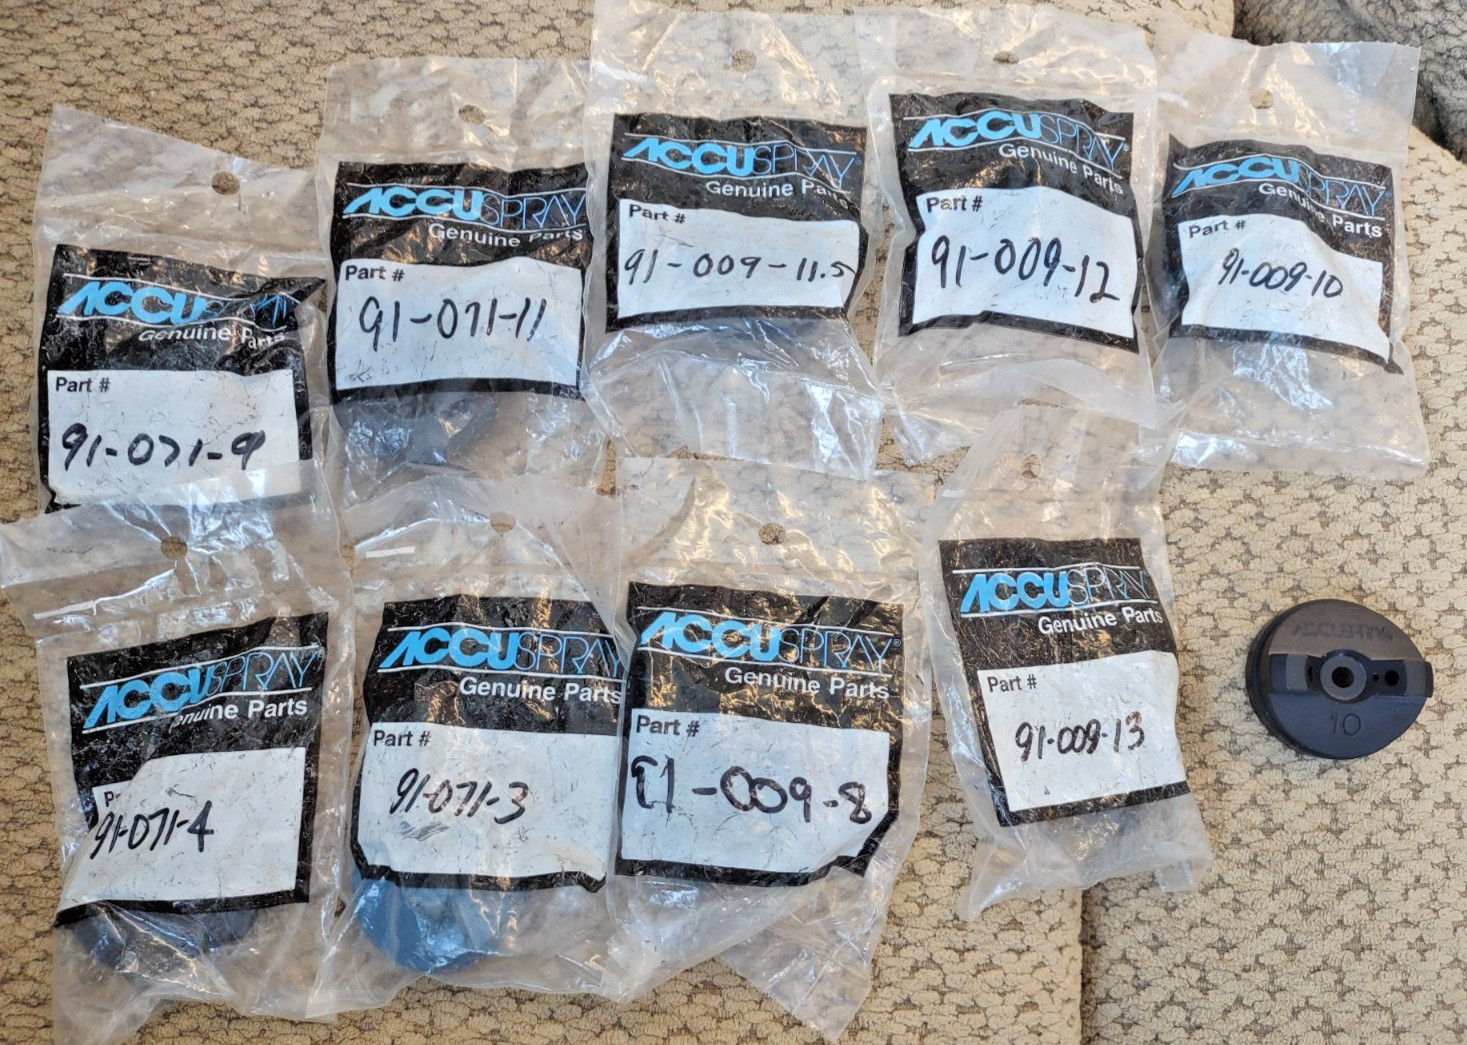 ACCUSPRAY
Genuine Parts
Part #
91-071-9
ACCUSPRAY
Genuine Parts
Part #
91-071-11
ACCUSPRAY
Genuine Parts
Part #
91-009-11.5
ACCUSPRAY®
Genuine Parts
Part #
91-009-12
ACCUSPRAY®
Genuine Parts
Part #
91-009-10
ACCUSPRAY
enuine Parts
P
91-071-4
ACCUSPRAY
Genuine Parts
Part #
91-071-3
ACCUSPRAY®
Genuine Parts
Part #
91-009-8
ACCUSPRAY
Genuine Parts
Part #
91-009-13
ACCUSPRAY
10